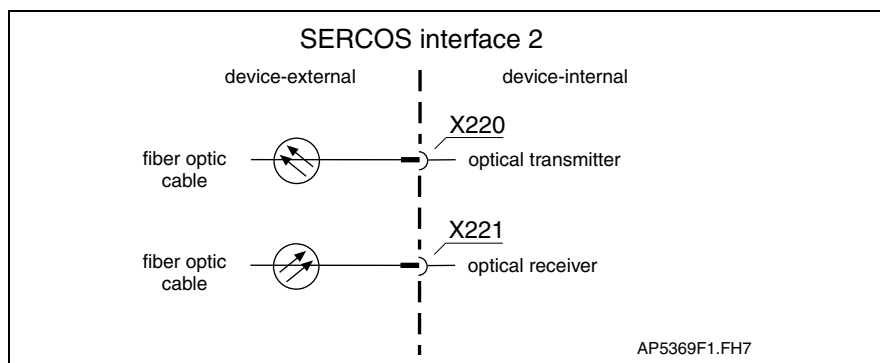 SERCOS interface 2
device-external
device-internal
X220
fiber optic
cable
optical transmitter
X221
fiber optic
cable
optical receiver
AP5369F1.FH7